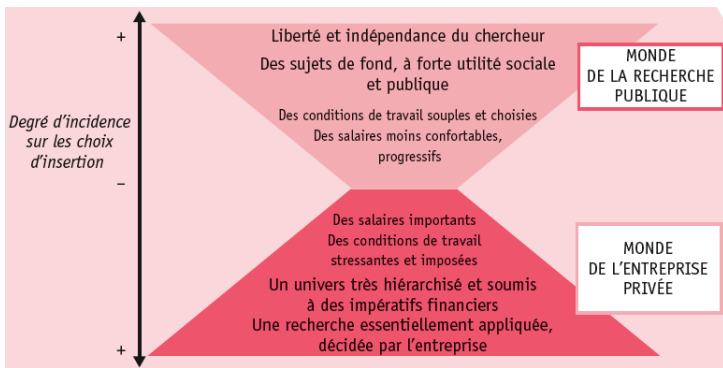 +
Liberté et indépendance du chercheur
Des sujets de fond, à forte utilité sociale
et publique
Des conditions de travail souples et choisies
Des salaires moins confortables,
progressifs
MONDE
DE LA RECHERCHE
PUBLIQUE
Degré d'incidence
sur les choix
d'insertion
–
Des salaires importants
Des conditions de travail
stressantes et imposées
Un univers très hiérarchisé et soumis
à des impératifs financiers
Une recherche essentiellement appliquée,
décidée par l'entreprise
MONDE
DE L'ENTREPRISE
PRIVÉE
+